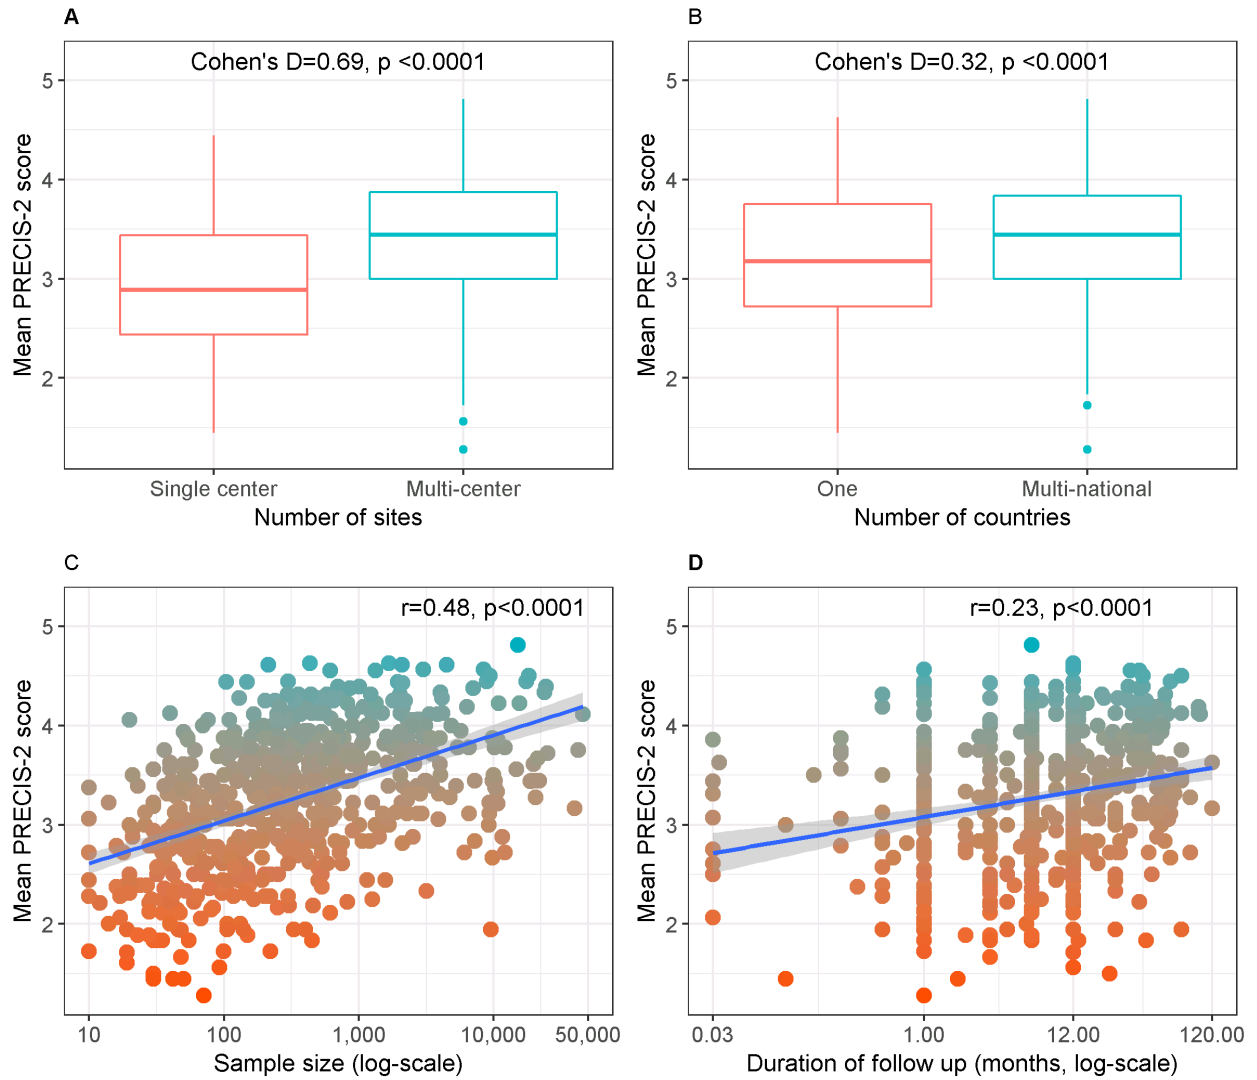 A
Cohen's D=0.69, p <0.0001
Mean PRECIS-2 score
5
4
3
2
Single center
Multi-center
Number of sites
B
Cohen's D=0.32, p <0.0001
Mean PRECIS-2 score
5
4
3
2
One
Multi-national
Number of countries
C
r=0.48, p<0.0001
Mean PRECIS-2 score
5
4
3
2
10
100
1,000
10,000
50,000
Sample size (log-scale)
D
r=0.23, p<0.0001
Mean PRECIS-2 score
5
4
3
2
0.03
1.00
12.00
120.00
Duration of follow up (months, log-scale)